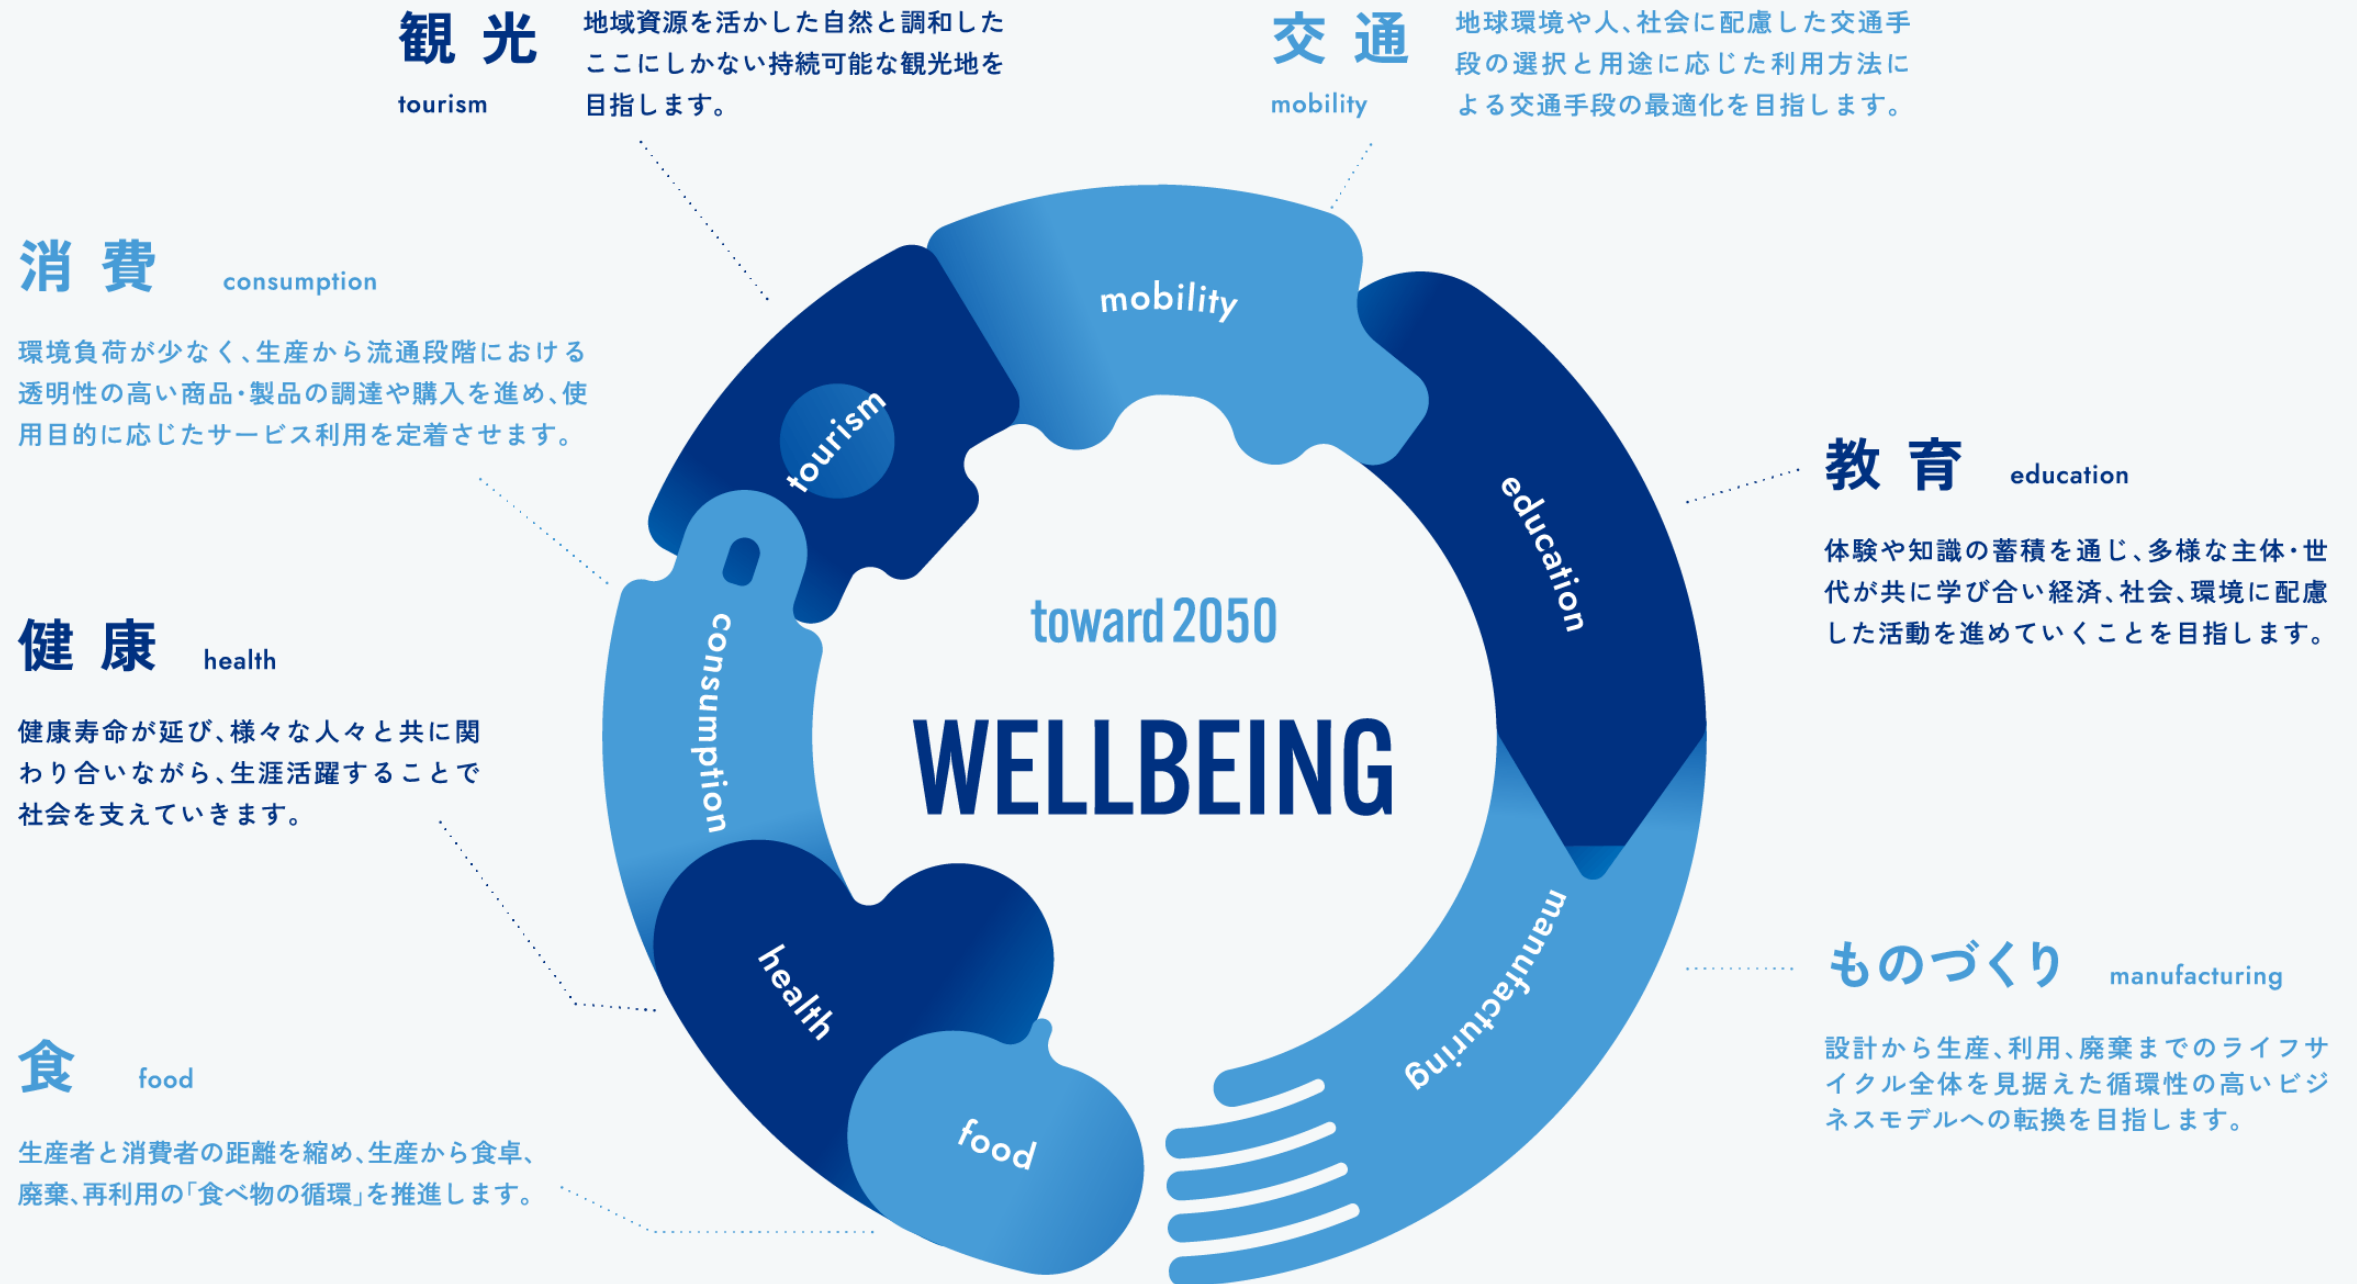 観光
tourism
地域資源を活かした自然と調和した
ここにしかない持続可能な観光地を
目指します。
交通
mobility
地球環境や人、社会に配慮した交通手
段の選択と用途に応じた利用方法に
よる交通手段の最適化を目指します。
消費 consumption
環境負荷が少なく、生産から流通段階における
透明性の高い商品・製品の調達や購入を進め、使
用目的に応じたサービス利用を定着させます。
健康 health
健康寿命が延び、様々な人々と共に関
わり合いながら、生涯活躍することで
社会を支えていきます。
食 food
生産者と消費者の距離を縮め、生産から食卓、
廃棄、再利用の「食べ物の循環」を推進します。
mobility
tourism
education
consumption
toward 2050
WELLBEING
health
manufacturing
food
教育 education
体験や知識の蓄積を通じ、多様な主体・世
代が共に学び合い経済、社会、環境に配慮
した活動を進めていくことを目指します。
ものづくり manufacturing
設計から生産、利用、廃棄までのライフサ
イクル全体を見据えた循環性の高いビジ
ネスモデルへの転換を目指します。